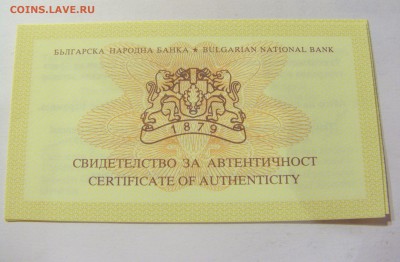 COINS.LAVE.RU
БЪЛГАРСКА НАРОДНА БАНКА ★ BULGARIAN NATIONAL BANK
1879
СВИДЕТЕЛСТВО ЗА АВТЕНТИЧНОСТ
CERTIFICATE OF AUTHENTICITY